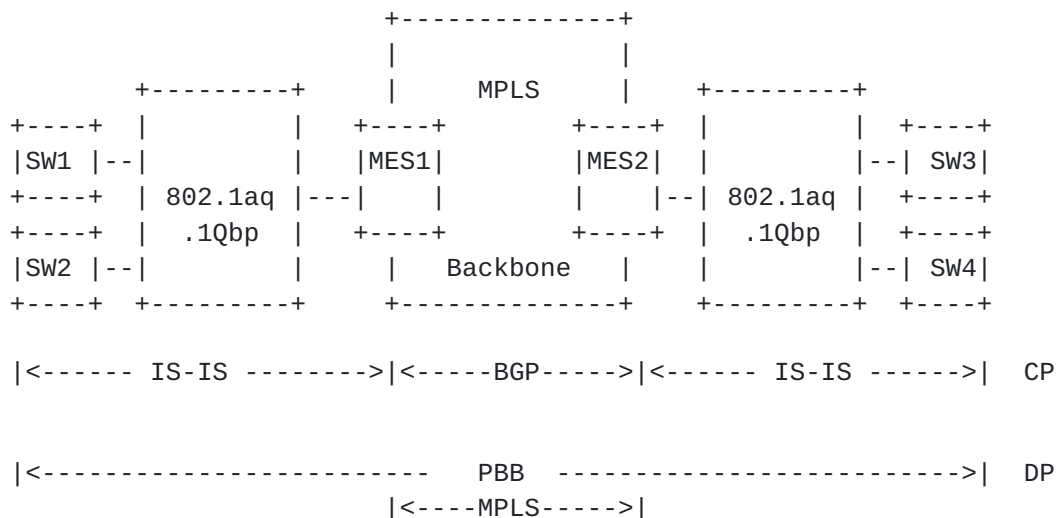 +--------------+
                        |              |
        +---------+     |     MPLS     |    +---------+
+----+  |         |   +----+        +----+  |         |  +----+
|SW1 |--|         |   |MES1|        |MES2|  |         |--| SW3|
+----+  | 802.1aq |---|    |        |    |--| 802.1aq |  +----+
+----+  |  .1Qbp  |   +----+        +----+  |  .1Qbp  |  +----+
|SW2 |--|         |     |   Backbone   |    |         |--| SW4|
+----+  +---------+     +--------------+    +---------+  +----+

|<------ IS-IS -------->|<-----BGP----->|<------ IS-IS ------>|  CP


|<-------------------------   PBB  -------------------------->|  DP
                        |<----MPLS----->|